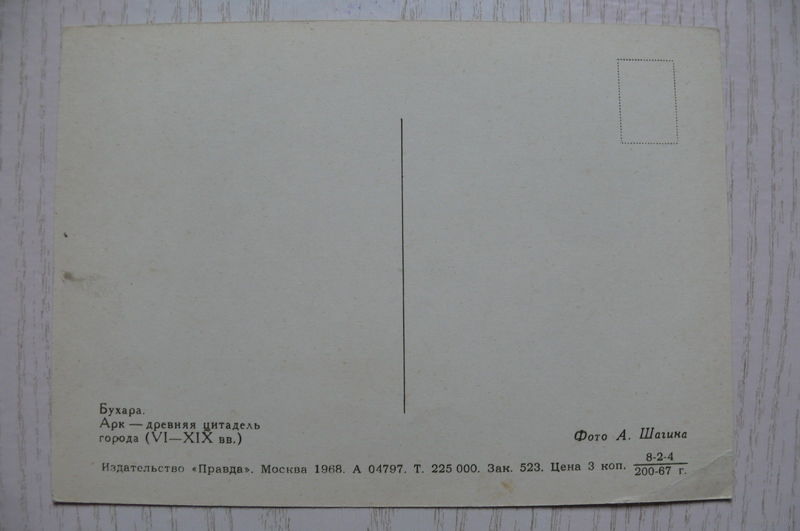 Бухара.
Арк — древняя цитадель
города (VI—XIX вв.)
Фото А. Шагина
Издательство «Правда». Москва 1968. А 04797. Т. 225 000. Зак. 523. Цена 3 коп.
8-2-4
200-67 г.